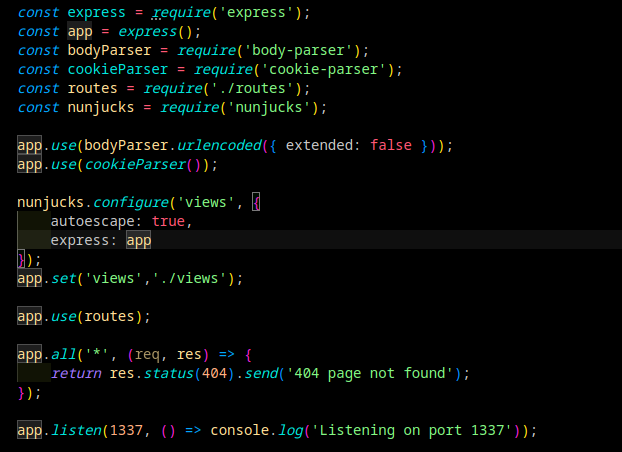 const express = require('express');
const app = express();
const bodyParser = require('body-parser');
const cookieParser = require('cookie-parser');
const routes = require('./routes');
const nunjucks = require('nunjucks');
app.use(bodyParser.urlencoded({ extended: false }));
app.use(cookieParser());
nunjucks.configure('views', {
    autoescape: true,
    express: app
});
app.set('views','./views');
app.use(routes);
app.all('*', (req, res) => {
    return res.status(404).send('404 page not found');
});
app.listen(1337, () => console.log('Listening on port 1337'));